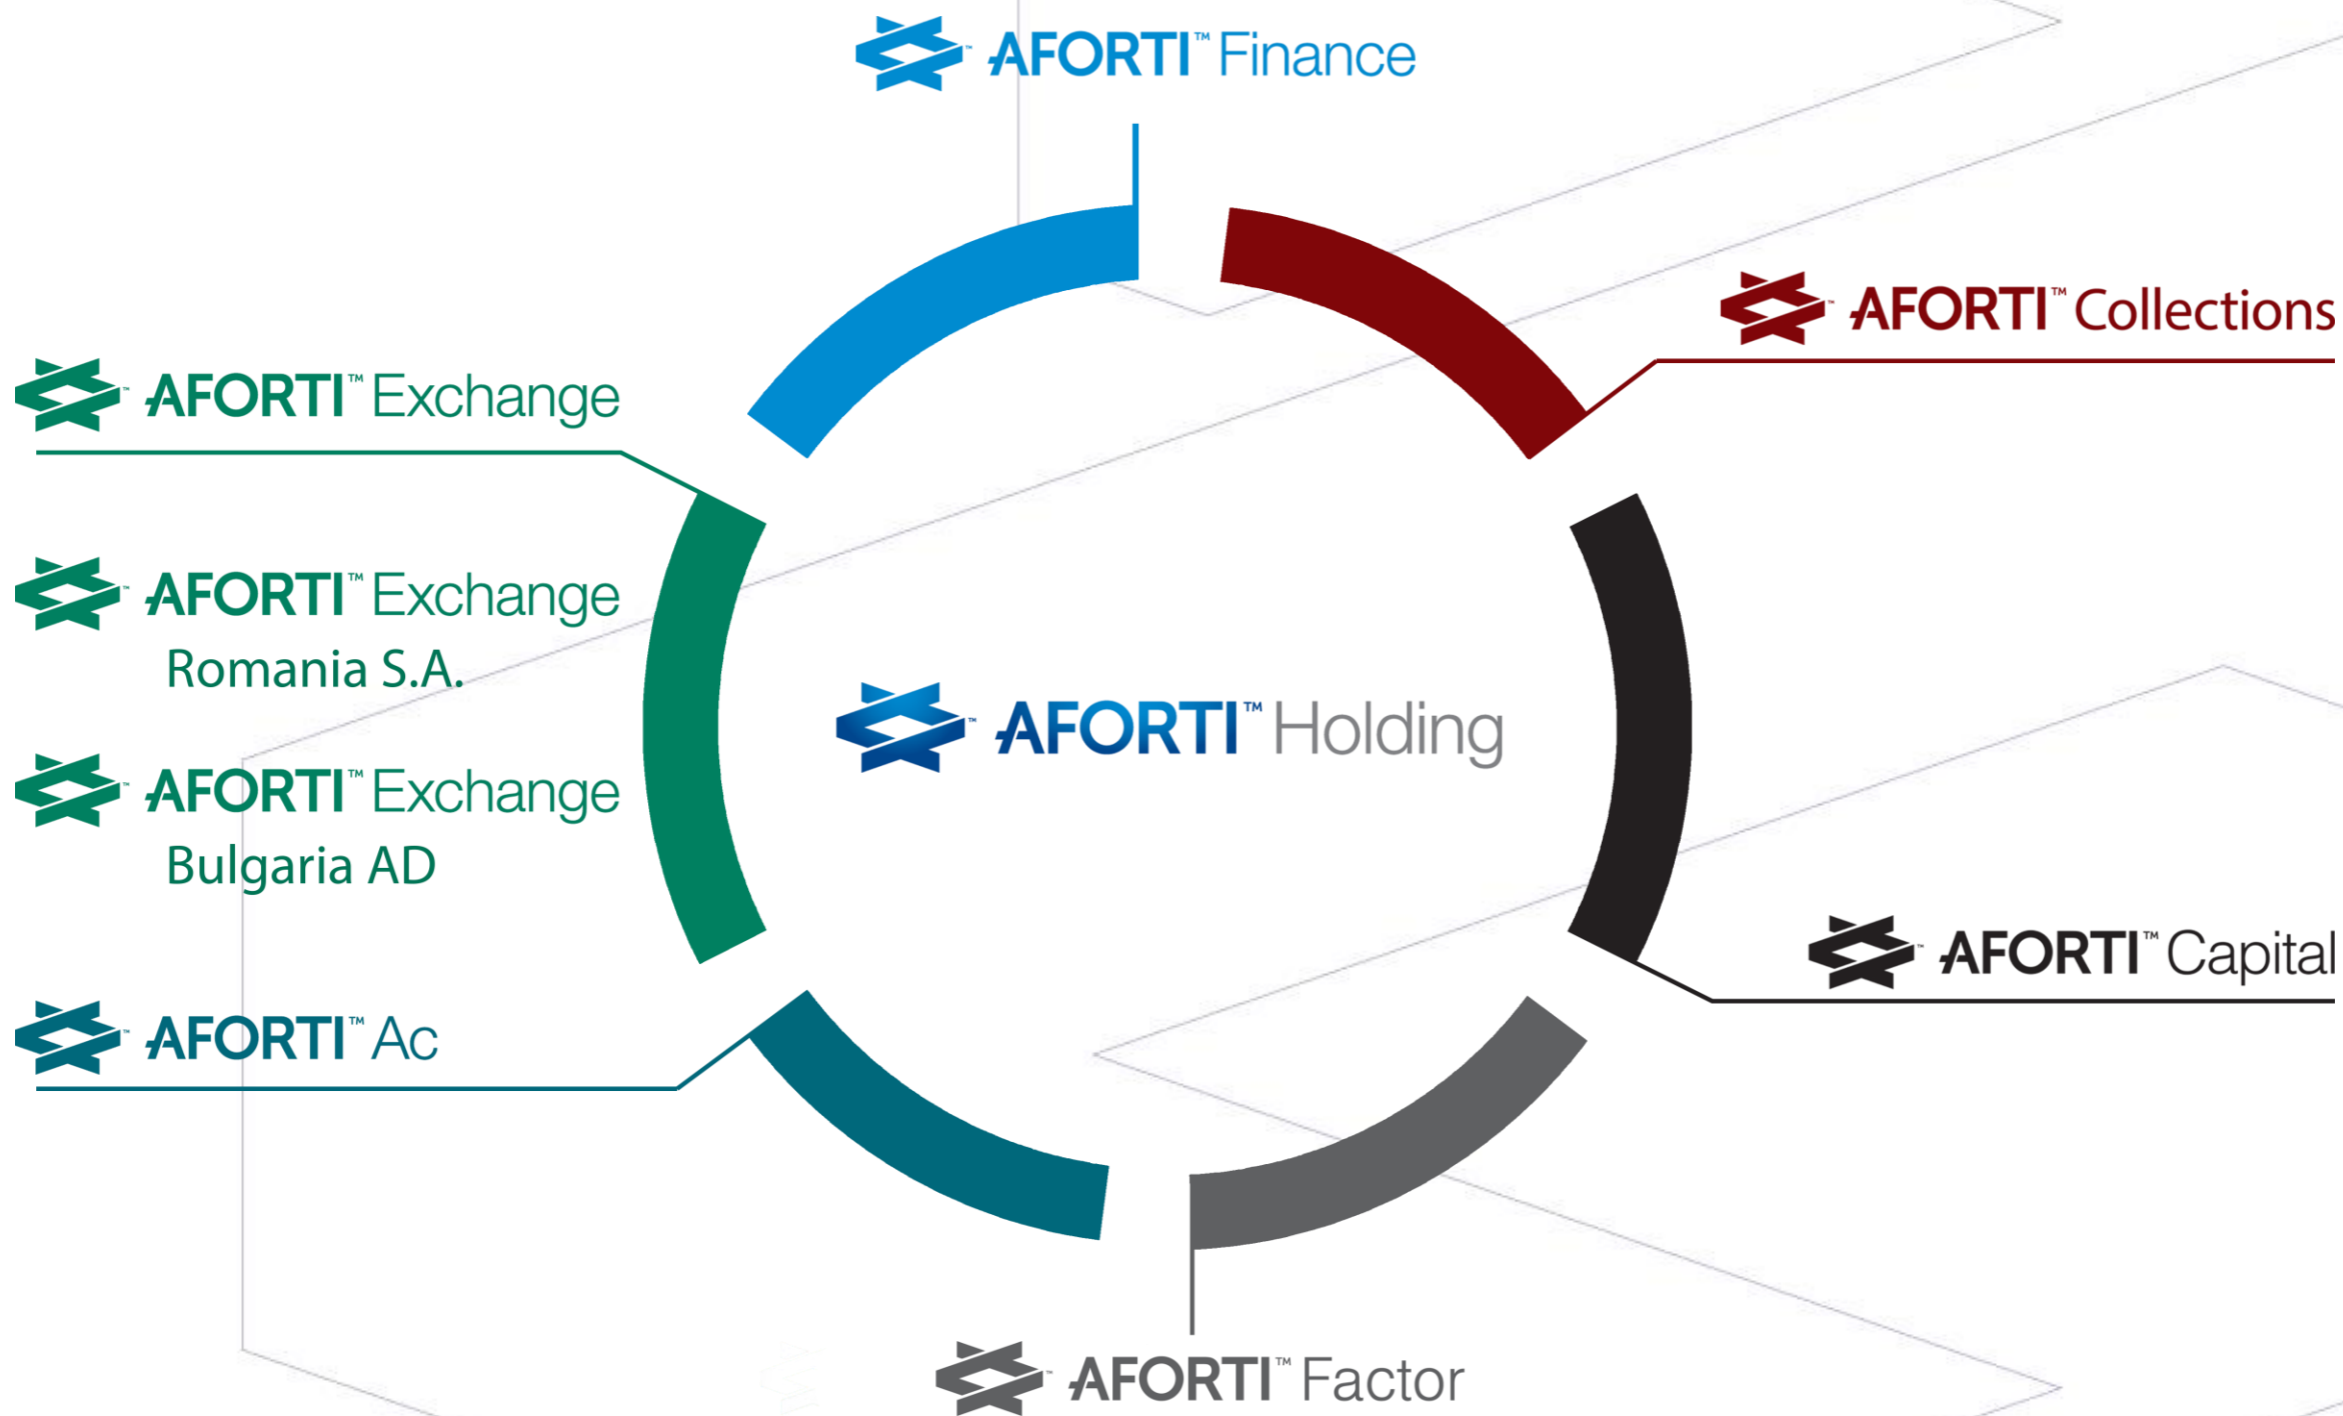 AFORTI™ Finance
AFORTI™ Collections
AFORTI™ Exchange
AFORTI™ Exchange
Romania S.A.
AFORTI™ Holding
AFORTI™ Exchange
Bulgaria AD
AFORTI™ Capital
AFORTI™ Ac
AFORTI™ Factor